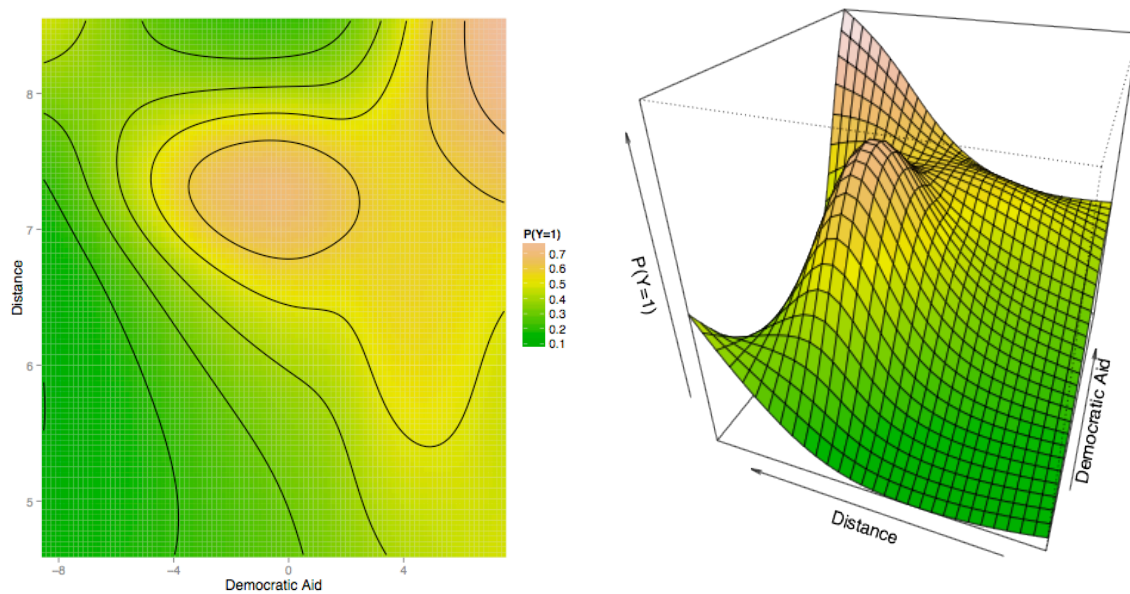 8
7
6
5
Distance
−8
−4
0
4
Democratic Aid
P(Y=1)
0.7
0.6
0.5
0.4
0.3
0.2
0.1
P(Y=1)
Distance
Democratic Aid